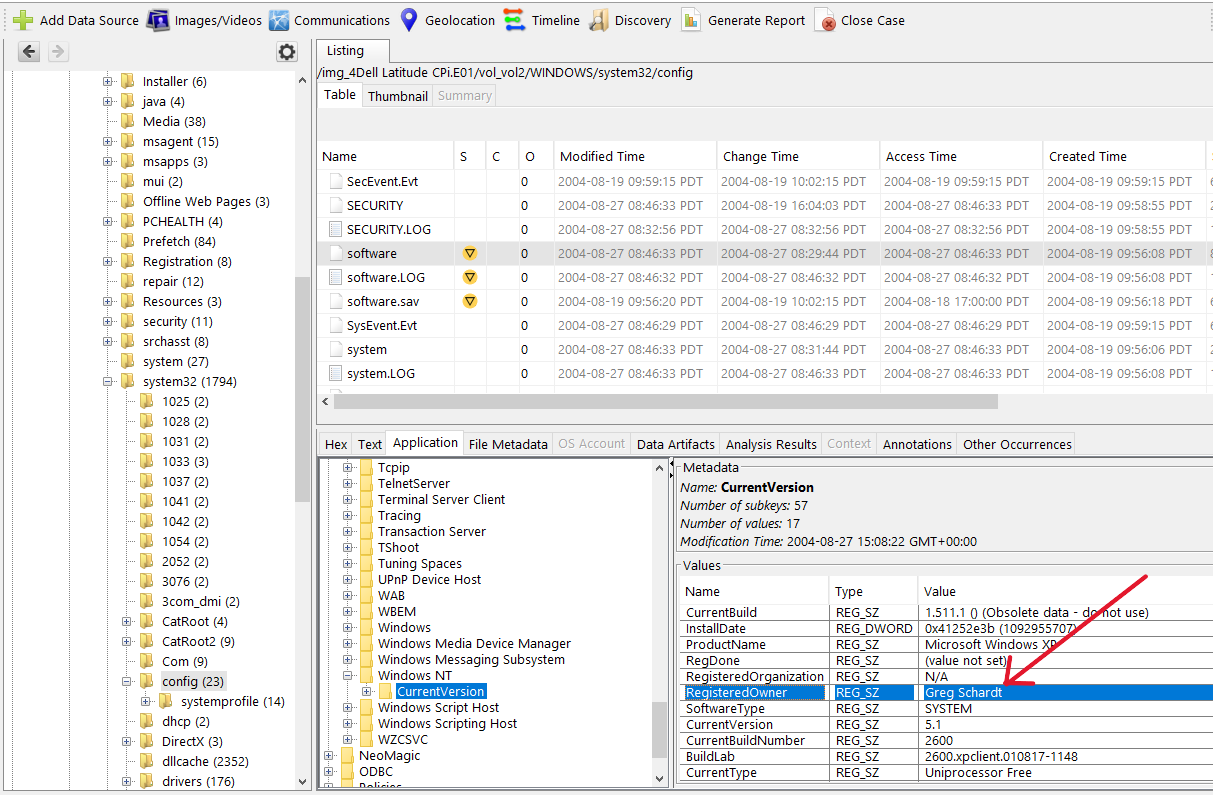 Add Data Source Images/Videos Communications Geolocation Timeline Discovery Generate Report Close Case
Installer (6)
java (4)
Media (38)
msagent (15)
msapps (3)
mui (2)
Offline Web Pages (3)
PCHEALTH (4)
Prefetch (84)
Registration (8)
repair (12)
Resources (3)
security (11)
srchasst (8)
system (27)
system32 (1794)
1025 (2)
1028 (2)
1031 (2)
1033 (3)
1037 (2)
1041 (2)
1042 (2)
1054 (2)
2052 (2)
3076 (2)
3com_dmi (2)
CatRoot (4)
CatRoot2 (9)
Com (9)
config (23)
systemprofile (14)
dhcp (2)
DirectX (3)
dllcache (2352)
drivers (176)
Listing
/img_4Dell Latitude CPi.E01/vol_vol2/WINDOWS/system32/config
Table Thumbnail Summary
Name S C O Modified Time Change Time Access Time Created Time
SecEvent.Evt 0 2004-08-19 09:59:15 PDT 2004-08-19 10:02:15 PDT 2004-08-19 09:59:15 PDT 2004-08-19 09:59:15 PDT
SECURITY 0 2004-08-27 08:46:33 PDT 2004-08-19 16:04:03 PDT 2004-08-27 08:46:33 PDT 2004-08-19 09:58:55 PDT
SECURITY.LOG 0 2004-08-27 08:32:56 PDT 2004-08-27 08:32:56 PDT 2004-08-27 08:32:56 PDT 2004-08-19 09:58:55 PDT
software 0 2004-08-27 08:46:33 PDT 2004-08-27 08:29:44 PDT 2004-08-27 08:46:33 PDT 2004-08-19 09:56:08 PDT
software.LOG 0 2004-08-27 08:46:32 PDT 2004-08-27 08:46:32 PDT 2004-08-27 08:46:32 PDT 2004-08-19 09:56:08 PDT
software.sav 0 2004-08-19 09:56:20 PDT 2004-08-19 10:02:15 PDT 2004-08-18 17:00:00 PDT 2004-08-19 09:56:18 PDT
SysEvent.Evt 0 2004-08-27 08:46:29 PDT 2004-08-27 08:46:29 PDT 2004-08-27 08:46:29 PDT 2004-08-19 09:59:15 PDT
system 0 2004-08-27 08:46:33 PDT 2004-08-27 08:31:44 PDT 2004-08-27 08:46:33 PDT 2004-08-19 09:56:06 PDT
system.LOG 0 2004-08-27 08:46:33 PDT 2004-08-27 08:46:33 PDT 2004-08-27 08:46:33 PDT 2004-08-19 09:56:08 PDT
Hex Text Application File Metadata OS Account Data Artifacts Analysis Results Context Annotations Other Occurrences
Tcpip
TelnetServer
Terminal Server Client
Tracing
Transaction Server
TShoot
Tuning Spaces
UPnP Device Host
WAB
WBEM
Windows
Windows Media Device Manager
Windows Messaging Subsystem
Windows NT
CurrentVersion
Windows Script Host
Windows Scripting Host
WZCSVC
NeoMagic
ODBC
Policies
Metadata
Name: CurrentVersion
Number of subkeys: 57
Number of values: 17
Modification Time: 2004-08-27 15:08:22 GMT+00:00
Values
Name Type Value
CurrentBuild REG_SZ 1.511.1 () (Obsolete data - do not use)
InstallDate REG_DWORD 0x41252e3b (1092955707)
ProductName REG_SZ Microsoft Windows XP
RegDone REG_SZ (value not set)
RegisteredOrganization REG_SZ N/A
RegisteredOwner REG_SZ Greg Schardt
SoftwareType REG_SZ SYSTEM
CurrentVersion REG_SZ 5.1
CurrentBuildNumber REG_SZ 2600
BuildLab REG_SZ 2600.xpclient.010817-1148
CurrentType REG_SZ Uniprocessor Free